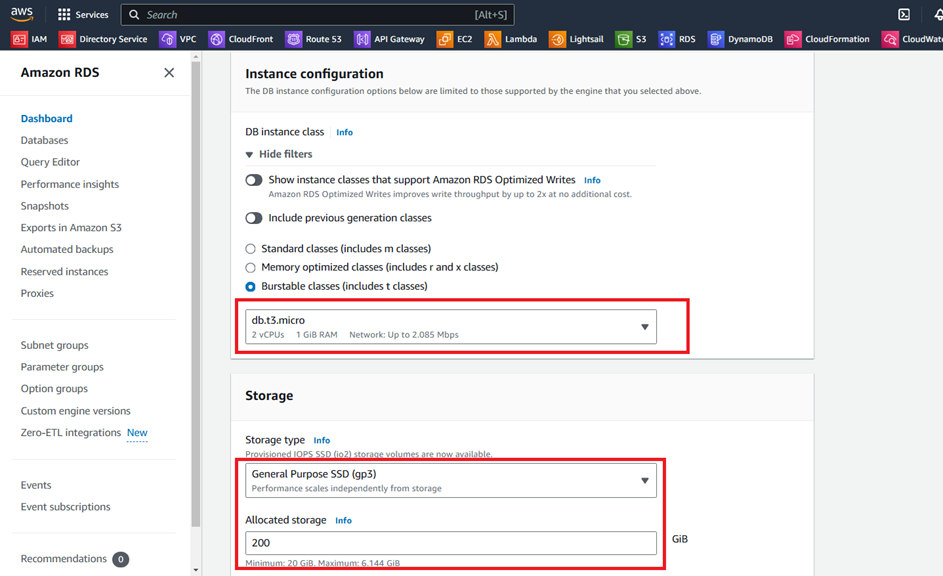 aws
Services
Search
[Alt+S]
IAM
Directory Service
VPC
CloudFront
Route 53
API Gateway
EC2
Lambda
Lightsail
S3
RDS
DynamoDB
CloudFormation
CloudWatc
Amazon RDS
Dashboard
Databases
Query Editor
Performance insights
Snapshots
Exports in Amazon S3
Automated backups
Reserved instances
Proxies
Subnet groups
Parameter groups
Option groups
Custom engine versions
Zero-ETL integrations New
Events
Event subscriptions
Recommendations 0
Instance configuration
The DB instance configuration options below are limited to those supported by the engine that you selected above.
DB instance class Info
Hide filters
Show instance classes that support Amazon RDS Optimized Writes Info
Amazon RDS Optimized Writes improves write throughput by up to 2x at no additional cost.
Include previous generation classes
Standard classes (includes m classes)
Memory optimized classes (includes r and x classes)
Burstable classes (includes t classes)
db.t3.micro
2 vCPUs 1 GiB RAM Network: Up to 2.085 Mbps
Storage
Storage type Info
Provisioned IOPS SSD (io2) storage volumes are now available.
General Purpose SSD (gp3)
Performance scales independently from storage
Allocated storage Info
200
GiB
Minimum: 20 GiB. Maximum: 6.144 GiB